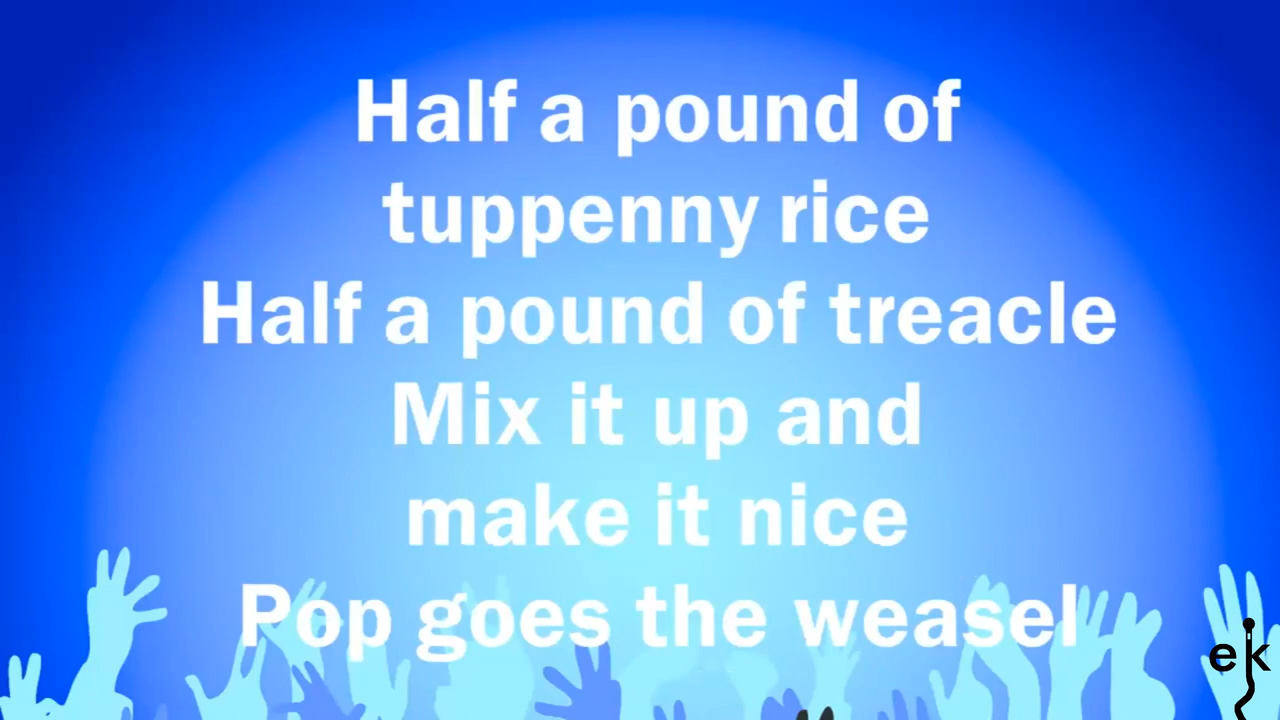 Half a pound of
tuppenny rice
Half a pound of treacle
Mix it up and
make it nice
Pop goes the weasel
ek